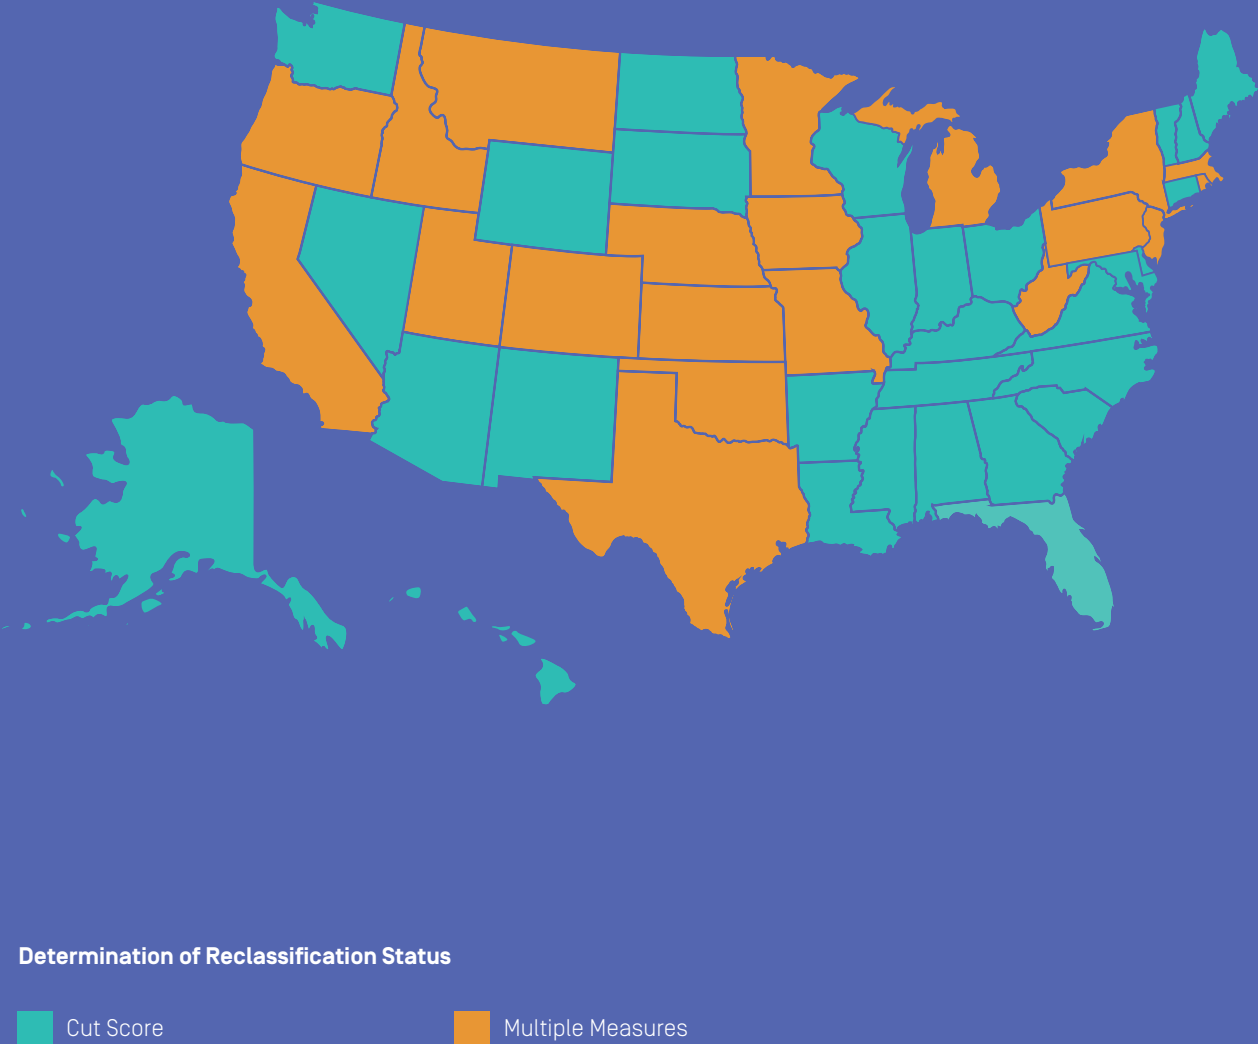 Determination of Reclassification Status
Cut Score
Multiple Measures